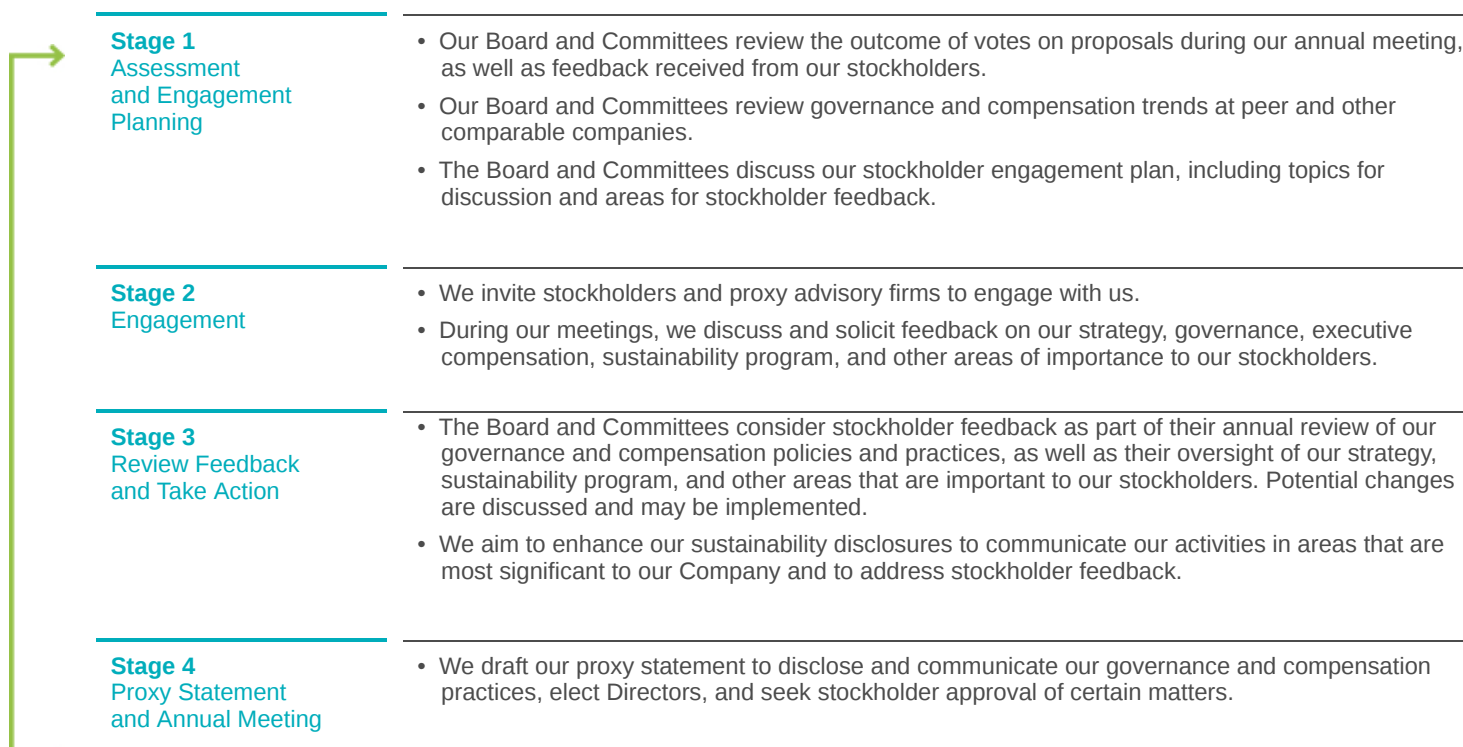 Stage 1
Assessment
and Engagement
Planning
• Our Board and Committees review the outcome of votes on proposals during our annual meeting,
as well as feedback received from our stockholders.
• Our Board and Committees review governance and compensation trends at peer and other
comparable companies.
• The Board and Committees discuss our stockholder engagement plan, including topics for
discussion and areas for stockholder feedback.
Stage 2
Engagement
• We invite stockholders and proxy advisory firms to engage with us.
• During our meetings, we discuss and solicit feedback on our strategy, governance, executive
compensation, sustainability program, and other areas of importance to our stockholders.
Stage 3
Review Feedback
and Take Action
• The Board and Committees consider stockholder feedback as part of their annual review of our
governance and compensation policies and practices, as well as their oversight of our strategy,
sustainability program, and other areas that are important to our stockholders. Potential changes
are discussed and may be implemented.
• We aim to enhance our sustainability disclosures to communicate our activities in areas that are
most significant to our Company and to address stockholder feedback.
Stage 4
Proxy Statement
and Annual Meeting
• We draft our proxy statement to disclose and communicate our governance and compensation
practices, elect Directors, and seek stockholder approval of certain matters.